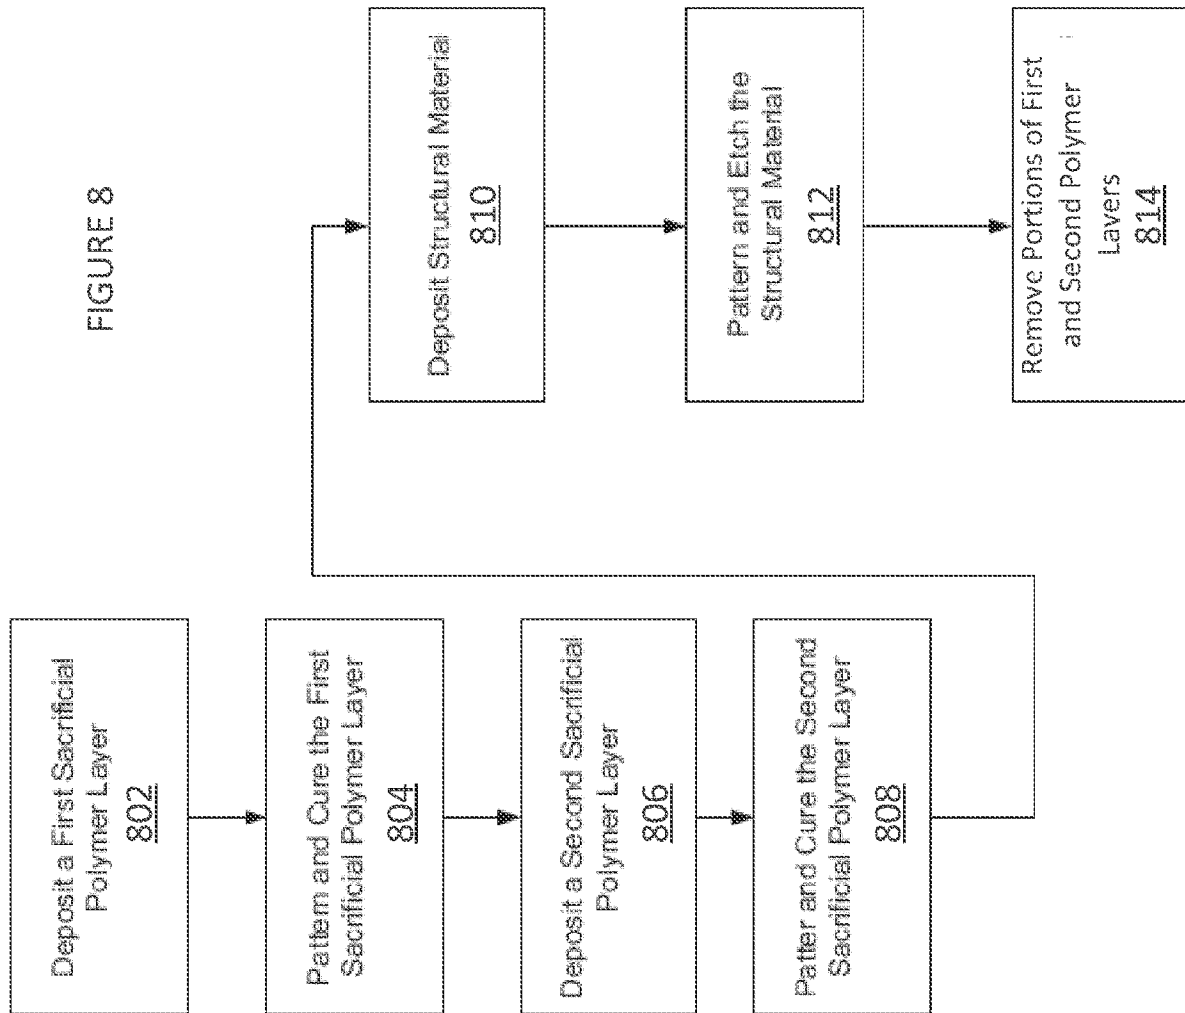 FIGURE 8
Deposit a First Sacrificial
Polymer Layer
802
Pattern and Cure the First
Sacrificial Polymer Layer
804
Deposit a Second Sacrificial
Polymer Layer
806
Patter and Cure the Second
Sacrificial Polymer Layer
808
Deposit Structural Material
810
Pattern and Etch the
Structural Material
812
Remove Portions of First
and Second Polymer
Layers
814